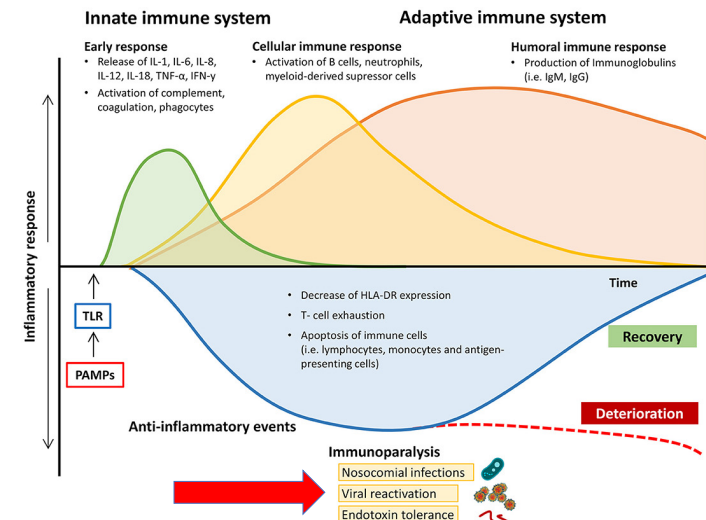 Innate immune system
Adaptive immune system
Early response
• Release of IL-1, IL-6, IL-8,
IL-12, IL-18, TNF-α, IFN-γ
• Activation of complement,
coagulation, phagocytes
Cellular immune response
• Activation of B cells, neutrophils,
myeloid-derived supressor cells
Humoral immune response
• Production of Immunoglobulins
(i.e. IgM, IgG)
Inflammatory response
Time
TLR
PAMPs
• Decrease of HLA-DR expression
• T- cell exhaustion
• Apoptosis of immune cells
(i.e. lymphocytes, monocytes and antigen-
presenting cells)
Recovery
Deterioration
Anti-inflammatory events
Immunoparalysis
Nosocomial infections
Viral reactivation
Endotoxin tolerance